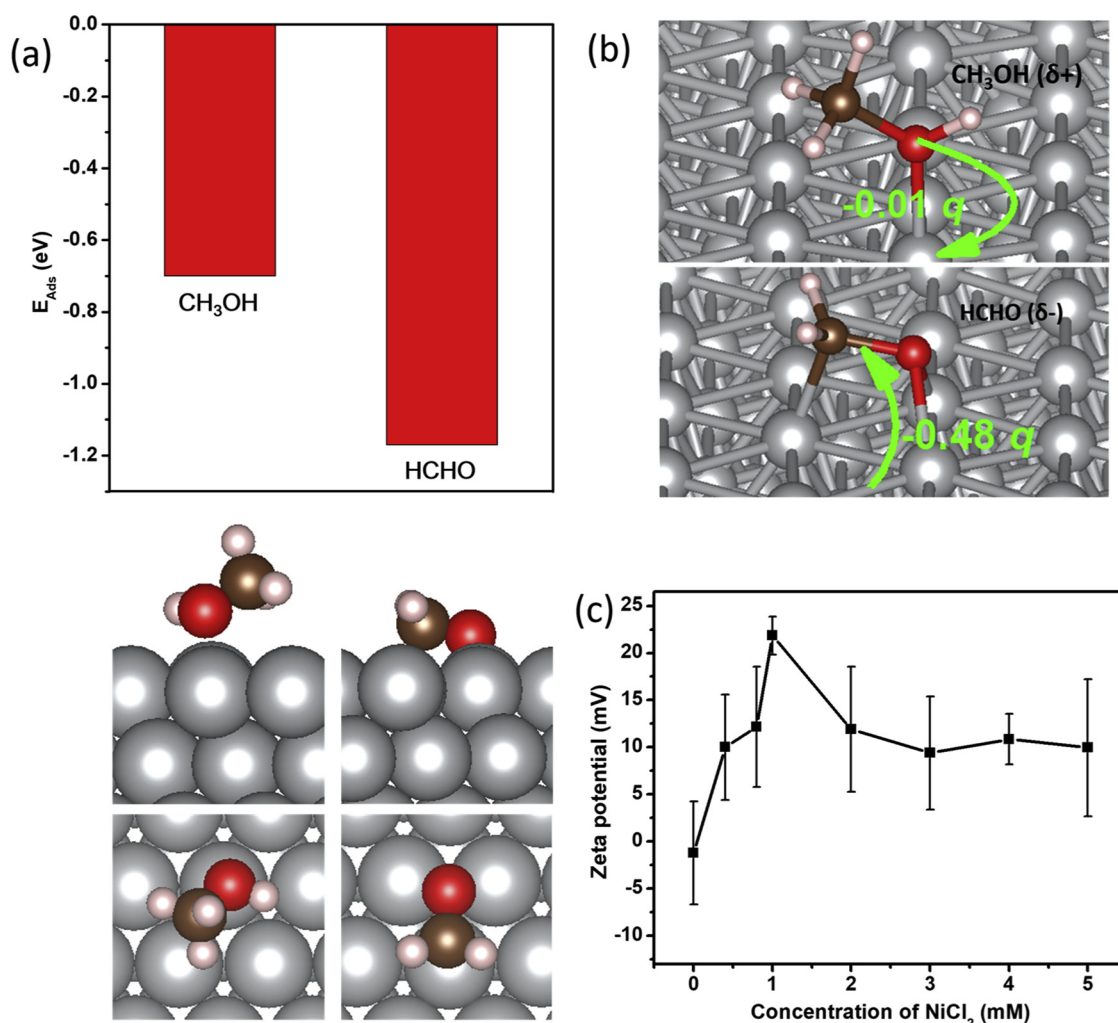 (a)
0.0
-0.2
-0.4
-0.6
-0.8
-1.0
-1.2
E_Ads (eV)
CH₃OH
HCHO
(b)
CH₃OH (δ+)
-0.01 q
HCHO (δ-)
-0.48 q
(c)
25
20
15
10
5
0
-5
-10
Zeta potential (mV)
0 1 2 3 4 5
Concentration of NiCl₂ (mM)